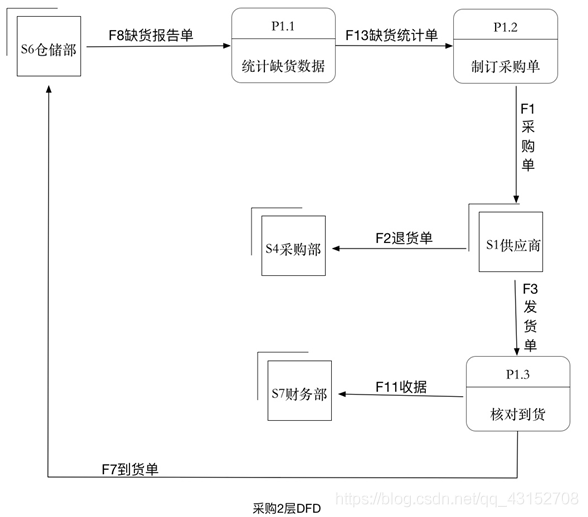 F8缺货报告单
P1.1
F13缺货统计单
P1.2
S6仓储部
统计缺货数据
制订采购单
F1
采
购
单
S4采购部
F2退货单
S1供应商
F3
发
货
单
P1.3
S7财务部
F11收据
核对到货
F7到货单
采购2层DFD
https://blog.csdn.net/qq_43152708